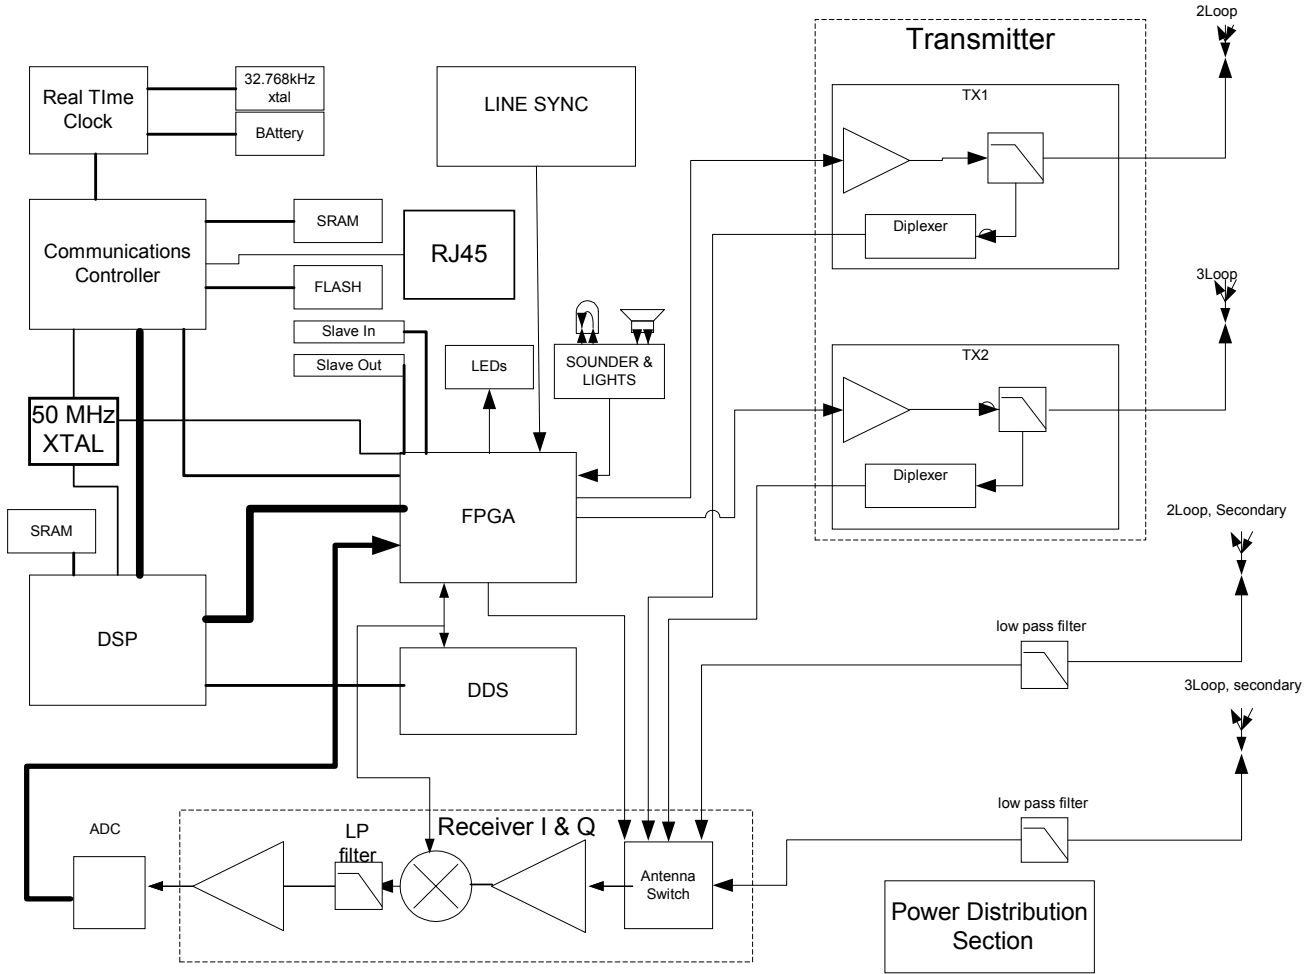 2Loop
Transmitter
TX1
Real TIme
Clock
32.768kHz
xtal
BAttery
LINE SYNC
Communications
Controller
SRAM
RJ45
FLASH
Diplexer
3Loop
Slave In
Slave Out
LEDs
SOUNDER &
LIGHTS
TX2
50 MHz
XTAL
Diplexer
FPGA
SRAM
2Loop, Secondary
DSP
low pass filter
DDS
3Loop, secondary
low pass filter
ADC
LP
filter
Receiver I & Q
Antenna
Switch
Power Distribution
Section